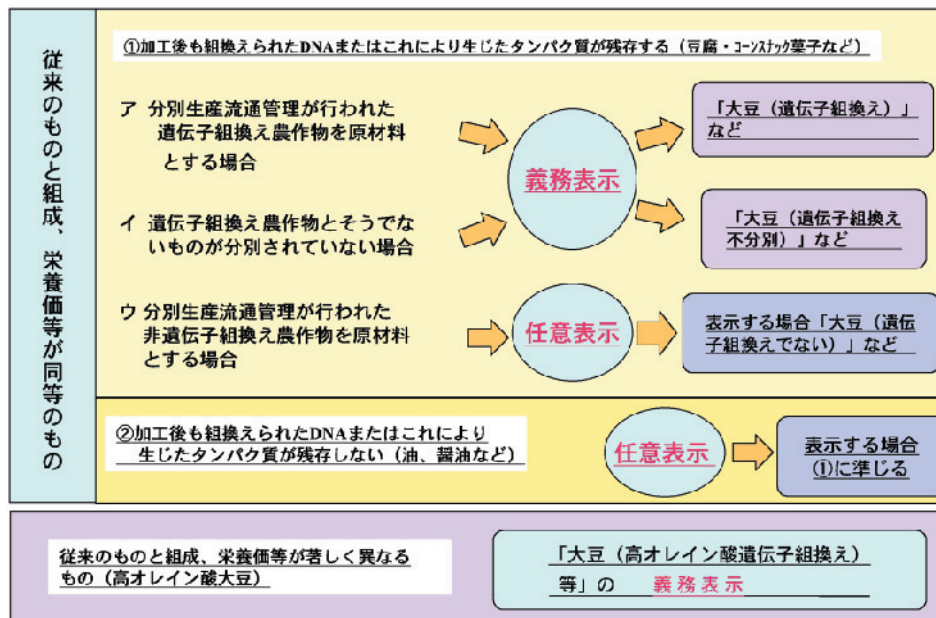 従来のものと組成、栄養価等が同等のもの
①加工後も組換えられたDNAまたはこれにより生じたタンパク質が残存する（豆腐・コーンスナック菓子など）
ア 分別生産流通管理が行われた
遺伝子組換え農作物を原材料
とする場合
イ 遺伝子組換え農作物とそうでな
いものが分別されていない場合
義務表示
「大豆（遺伝子組換え）」
など
「大豆（遺伝子組換え
不分別）」など
ウ 分別生産流通管理が行われた
非遺伝子組換え農作物を原材料
とする場合
任意表示
表示する場合「大豆（遺伝
子組換えでない）」など
②加工後も組換えられたDNAまたはこれにより
生じたタンパク質が残存しない（油、醤油など）
任意表示
表示する場合
①に準じる
従来のものと組成、栄養価等が著しく異なる
もの（高オレイン酸大豆）
「大豆（高オレイン酸遺伝子組換え）
等」の 義務表示